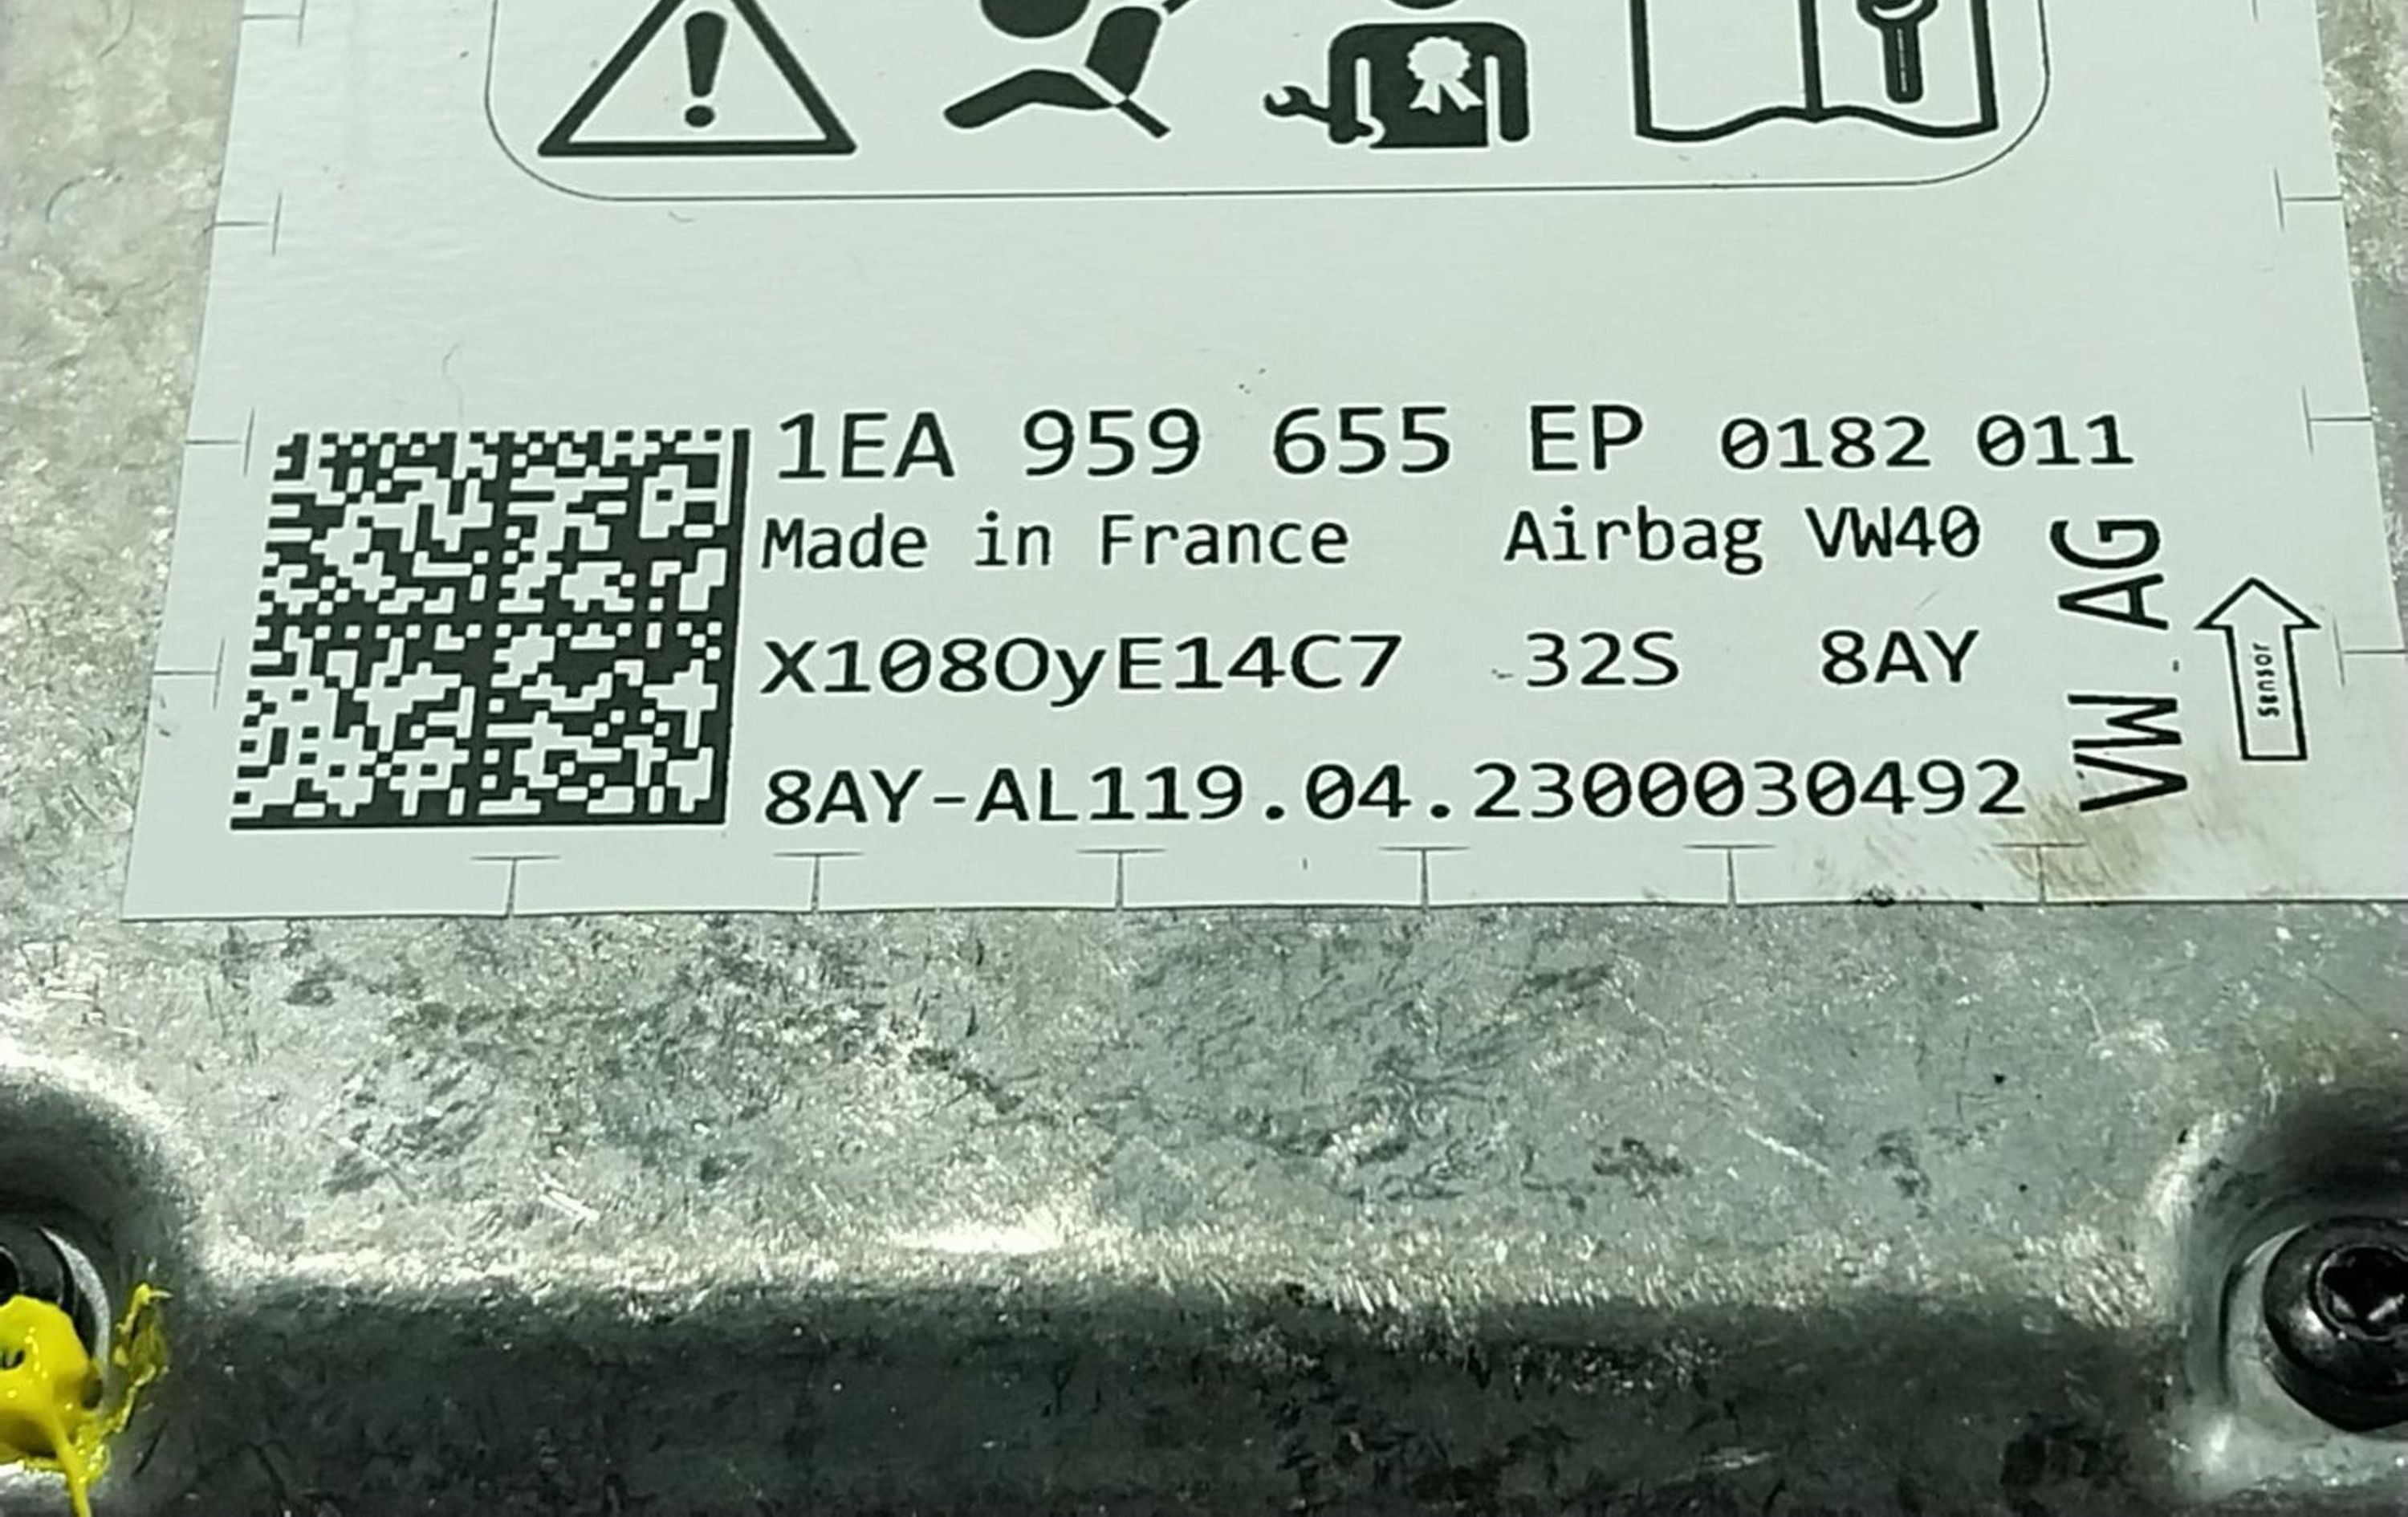 1EA 959 655 EP 0182 011
Made in France Airbag VW40
X108OyE14C7 32S 8AY
8AY-AL119.04.2300030492
VW AG
Sensor